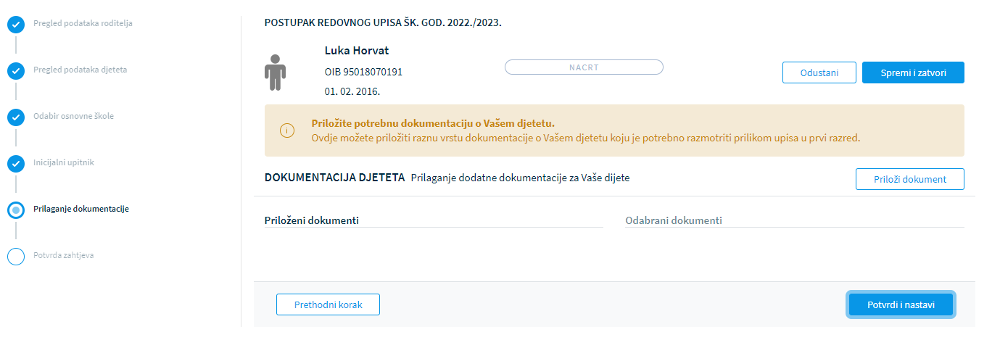 Pregled podataka roditelja
Pregled podataka djeteta
Odabir osnovne škole
Inicijalni upitnik
Prilaganje dokumentacije
Potvrda zahtjeva
POSTUPAK REDOVNOG UPISA ŠK. GOD. 2022./2023.
Luka Horvat
OIB 95018070191
01. 02. 2016.
NACRT
Odustani
Spremi i zatvori
i
Priložite potrebnu dokumentaciju o Vašem djetetu.
Ovdje možete priložiti raznu vrstu dokumentacije o Vašem djetetu koju je potrebno razmotriti prilikom upisa u prvi razred.
DOKUMENTACIJA DJETETA Prilaganje dodatne dokumentacije za Vaše dijete
Priloži dokument
Priloženi dokumenti
Odabrani dokumenti
Prethodni korak
Potvrdi i nastavi